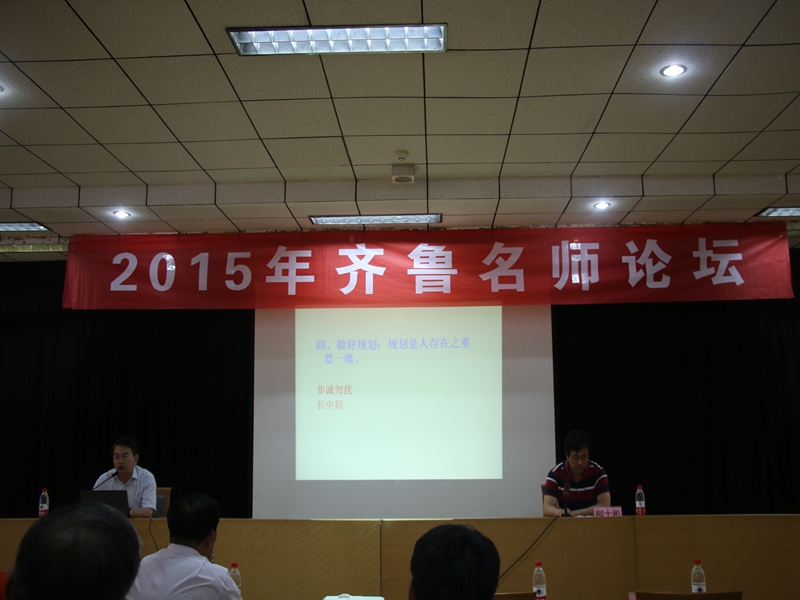 2015年齐鲁名师论坛
四、做好规划：规划是人存在之重
要一维。
非诚勿扰
长中短